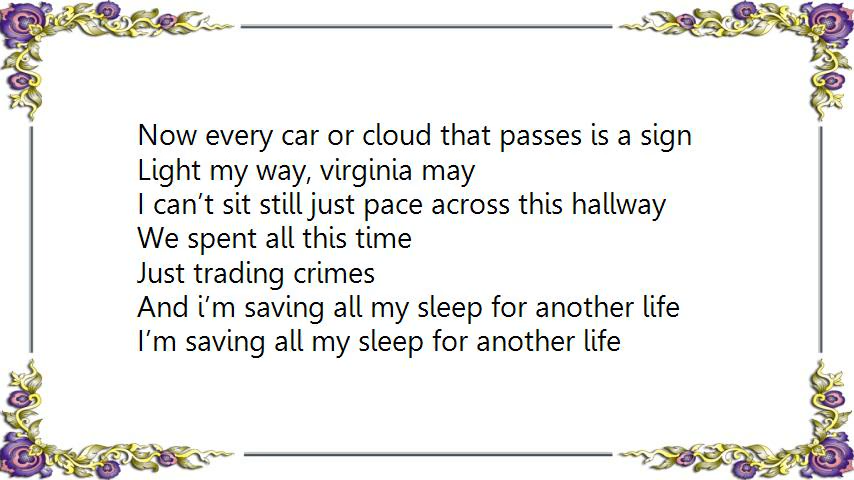 Now every car or cloud that passes is a sign
Light my way, virginia may
I can’t sit still just pace across this hallway
We spent all this time
Just trading crimes
And i’m saving all my sleep for another life
I’m saving all my sleep for another life